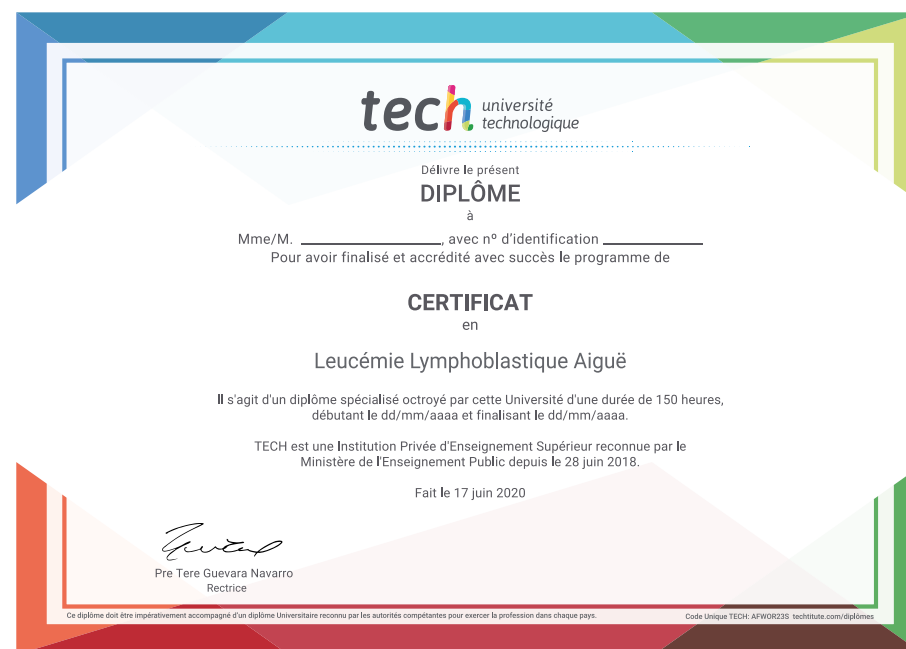 tech université
technologique
Délivre le présent
DIPLÔME
à
Mme/M. ____________________, avec nº d'identification ______________
Pour avoir finalisé et accrédité avec succès le programme de
CERTIFICAT
en
Leucémie Lymphoblastique Aiguë
Il s'agit d'un diplôme spécialisé octroyé par cette Université d'une durée de 150 heures,
débutant le dd/mm/aaaa et finalisant le dd/mm/aaaa.
TECH est une Institution Privée d'Enseignement Supérieur reconnue par le
Ministère de l'Enseignement Public depuis le 28 juin 2018.
Fait le 17 juin 2020
Pre Tere Guevara Navarro
Rectrice
Ce diplôme doit être impérativement accompagné d'un diplôme Universitaire reconnu par les autorités compétantes pour exercer la profession dans chaque pays.
Code Unique TECH: AFWOR23S techtitute.com/diplômes